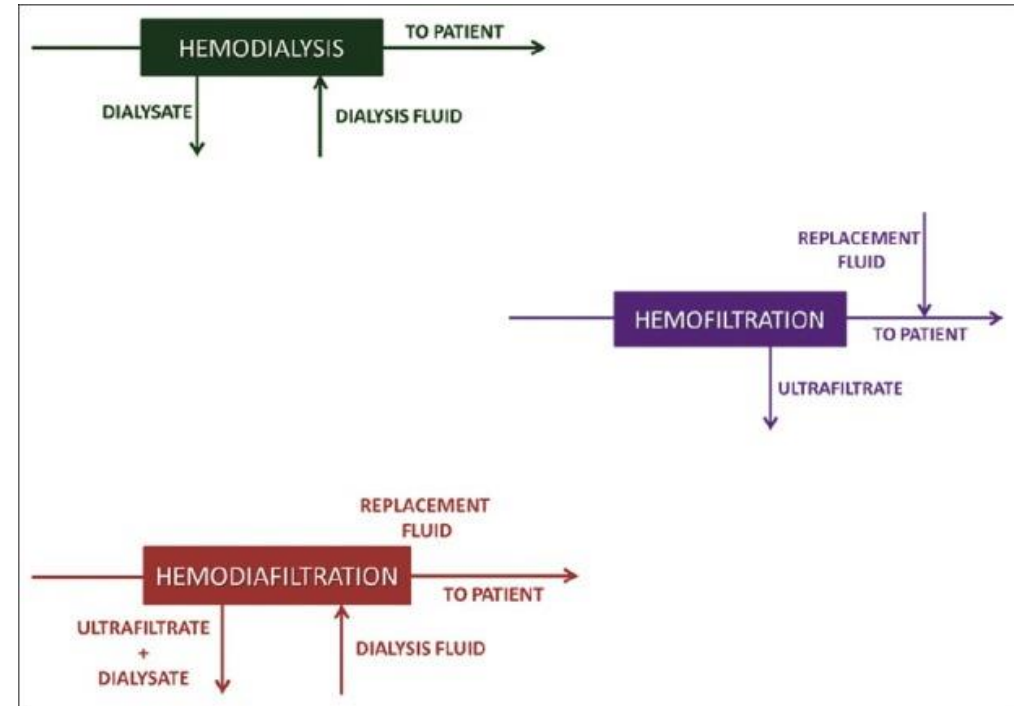 HEMODIALYSIS
TO PATIENT
DIALYSATE
DIALYSIS FLUID
REPLACEMENT
FLUID
HEMOFILTRATION
TO PATIENT
ULTRAFILTRATE
REPLACEMENT
FLUID
HEMODIAFILTRATION
TO PATIENT
ULTRAFILTRATE
+
DIALYSATE
DIALYSIS FLUID